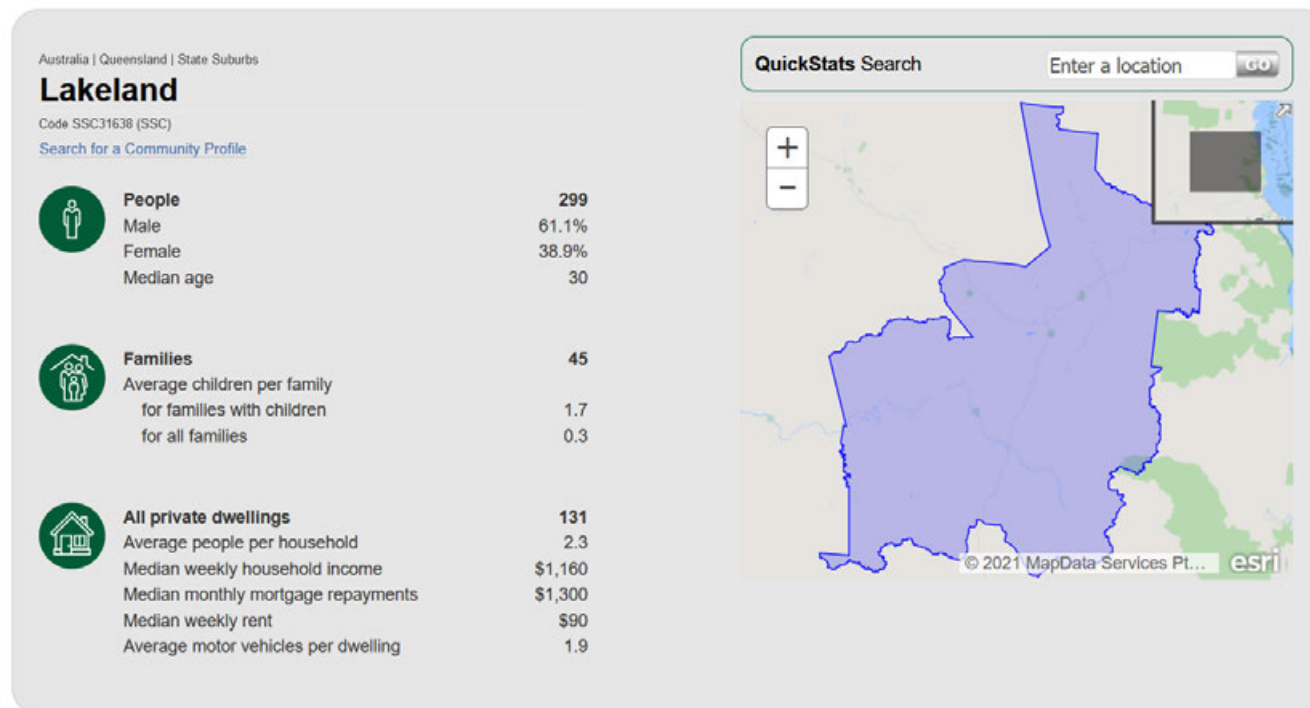 Australia | Queensland | State Suburbs
Lakeland
Code SSC31638 (SSC)
Search for a Community Profile
People 299
Male 61.1%
Female 38.9%
Median age 30
Families 45
Average children per family
for families with children 1.7
for all families 0.3
All private dwellings 131
Average people per household 2.3
Median weekly household income $1,160
Median monthly mortgage repayments $1,300
Median weekly rent $90
Average motor vehicles per dwelling 1.9
QuickStats Search Enter a location GO
+
−
© 2021 MapData Services Pt... esri